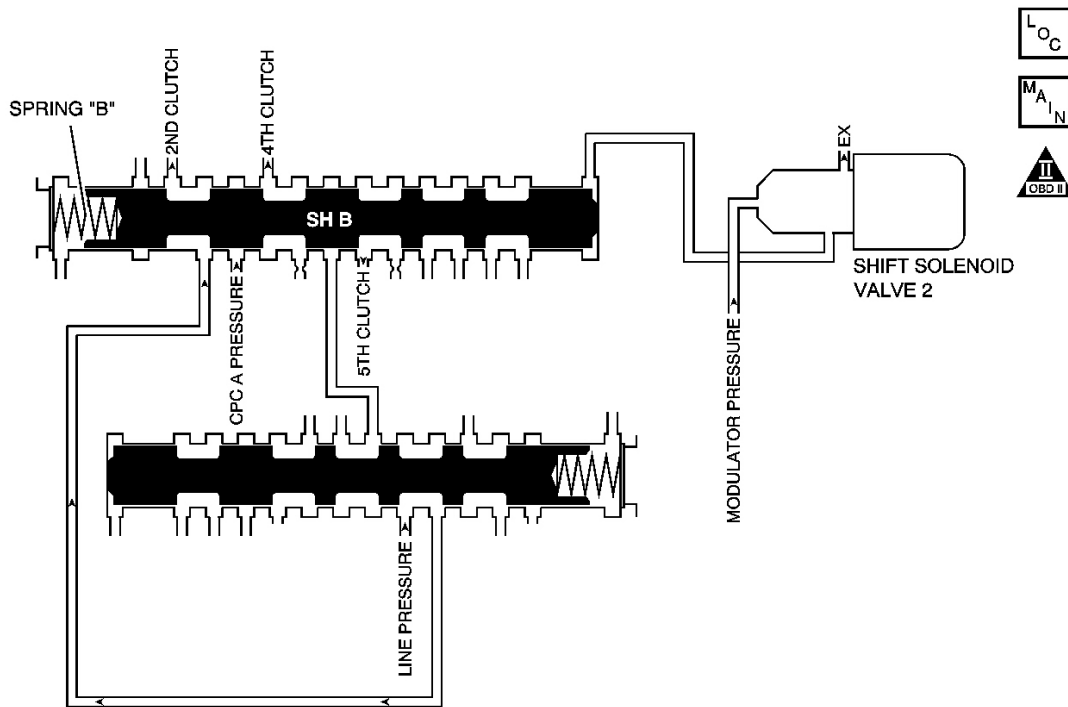 LOC
MAIN
II
OBD II
SPRING "B"
2ND CLUTCH
4TH CLUTCH
EX
SH B
SHIFT SOLENOID
VALVE 2
CPC A PRESSURE
5TH CLUTCH
MODULATOR PRESSURE
LINE PRESSURE